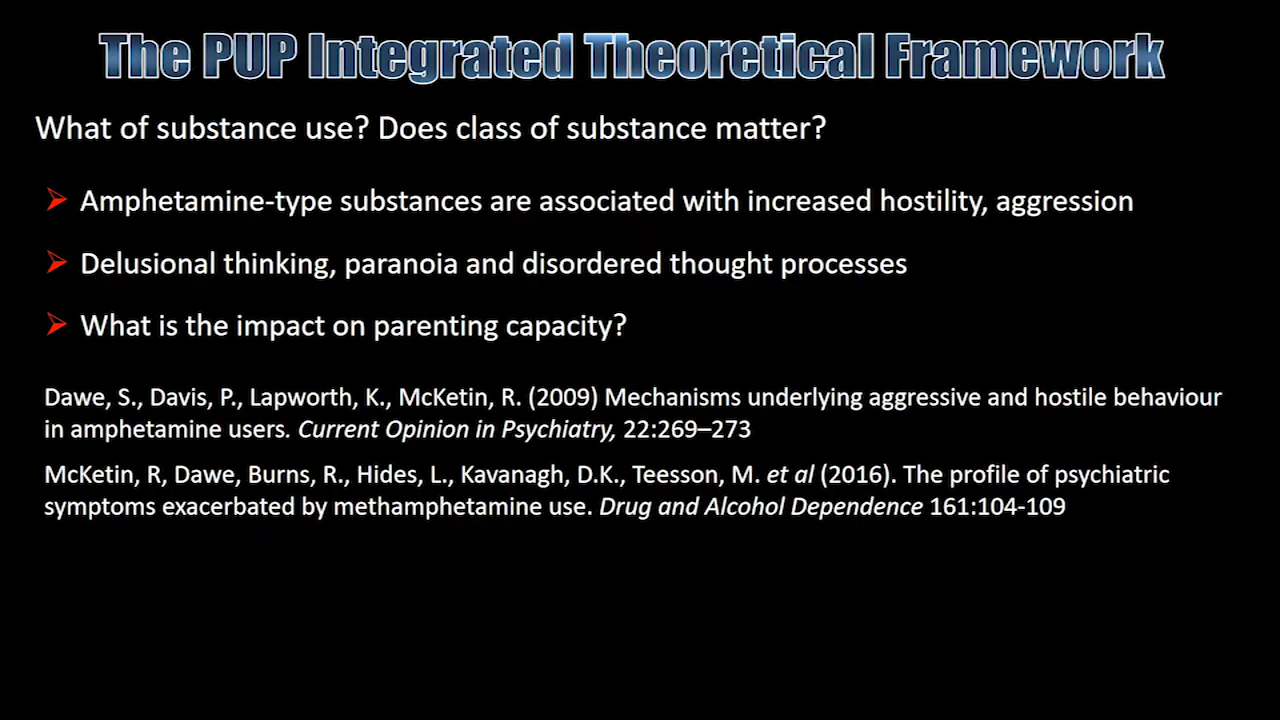 The PUP Integrated Theoretical Framework
What of substance use? Does class of substance matter?
Amphetamine-type substances are associated with increased hostility, aggression
Delusional thinking, paranoia and disordered thought processes
What is the impact on parenting capacity?
Dawe, S., Davis, P., Lapworth, K., McKetin, R. (2009) Mechanisms underlying aggressive and hostile behaviour
in amphetamine users. Current Opinion in Psychiatry, 22:269–273
McKetin, R, Dawe, Burns, R., Hides, L., Kavanagh, D.K., Teesson, M. et al (2016). The profile of psychiatric
symptoms exacerbated by methamphetamine use. Drug and Alcohol Dependence 161:104-109